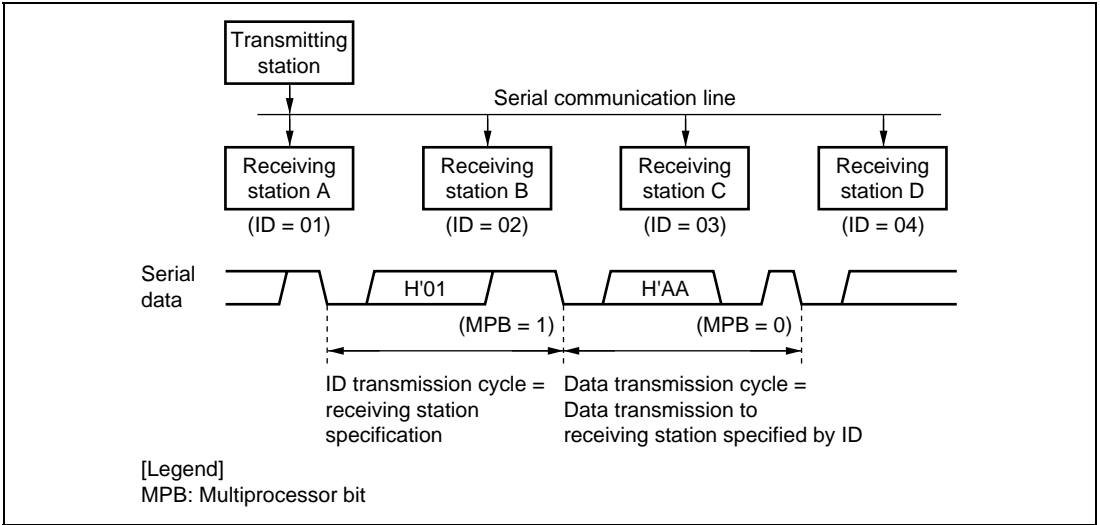 Transmitting
station
Serial communication line
Receiving
station A
Receiving
station B
Receiving
station C
Receiving
station D
(ID = 01)
(ID = 02)
(ID = 03)
(ID = 04)
Serial
data
H'01
H'AA
(MPB = 1)
(MPB = 0)
ID transmission cycle =
receiving station
specification
Data transmission cycle =
Data transmission to
receiving station specified by ID
[Legend]
MPB: Multiprocessor bit